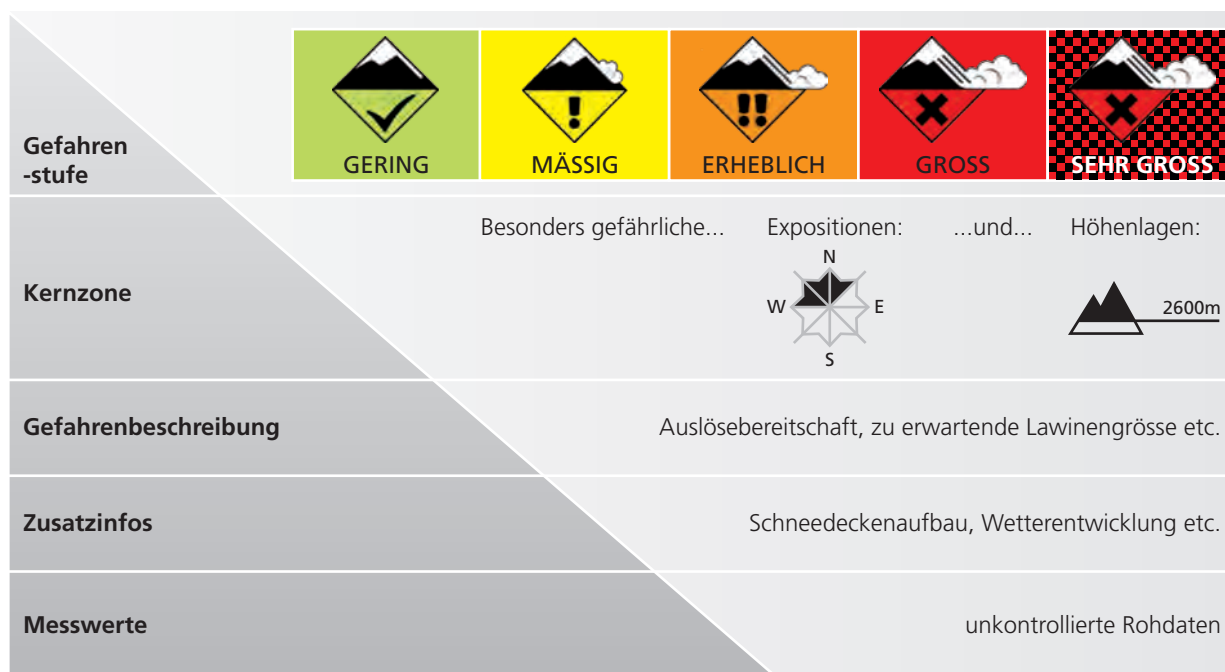 Gefahren
-stufe
GERING
MÄSSIG
ERHEBLICH
GROSS
SEHR GROSS
Kernzone
Besonders gefährliche... Expositionen: ...und... Höhenlagen:
N
W E
S
2600m
Gefahrenbeschreibung
Auslösebereitschaft, zu erwartende Lawinengrösse etc.
Zusatzinfos
Schneedeckenaufbau, Wetterentwicklung etc.
Messwerte
unkontrollierte Rohdaten